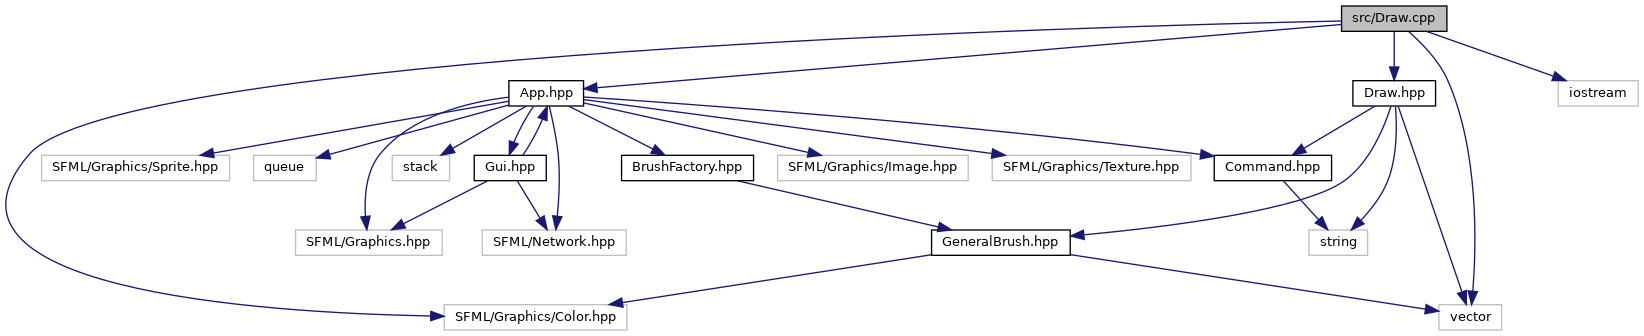 src/Draw.cpp
App.hpp
Draw.hpp
iostream
SFML/Graphics/Sprite.hpp
queue
stack
Gui.hpp
BrushFactory.hpp
SFML/Graphics/Image.hpp
SFML/Graphics/Texture.hpp
Command.hpp
SFML/Graphics.hpp
SFML/Network.hpp
GeneralBrush.hpp
string
SFML/Graphics/Color.hpp
vector